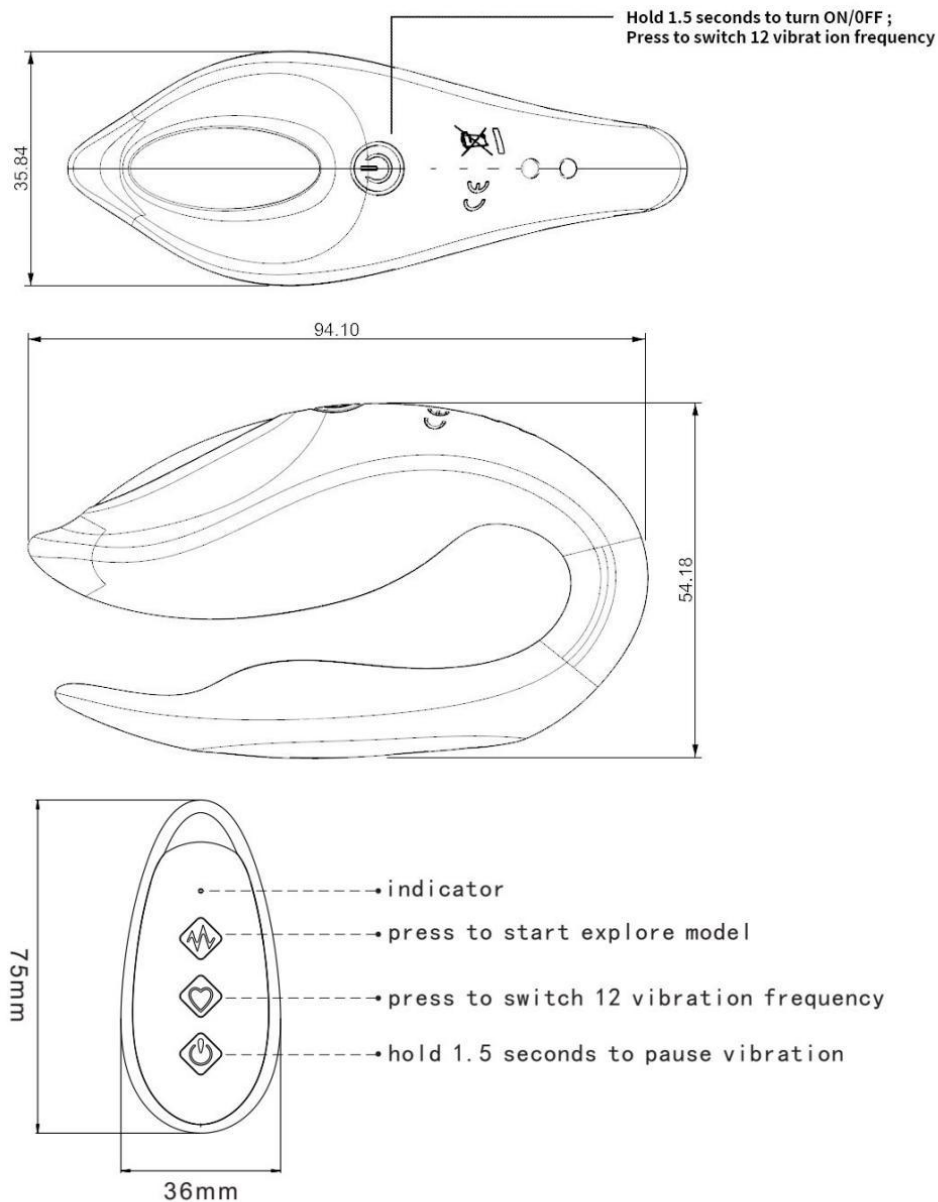 Hold 1.5 seconds to turn ON/0FF ;
Press to switch 12 vibrat ion frequency
35.84
CE
94.10
CE
54.18
indicator
press to start explore model
press to switch 12 vibration frequency
hold 1.5 seconds to pause vibration
75mm
36mm